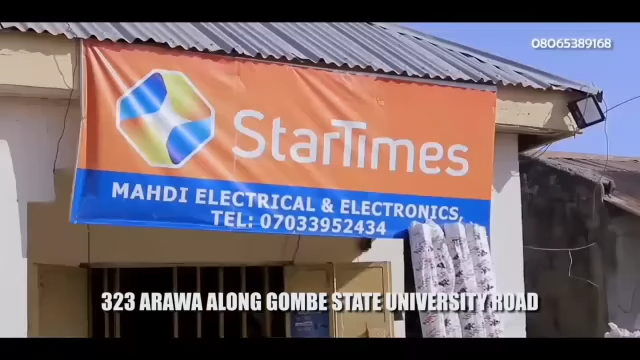 08065389168
StarTimes
MAHDI ELECTRICAL & ELECTRONICS,
TEL: 07033952434
323 ARAWA ALONG GOMBE STATE UNIVERSITY ROAD